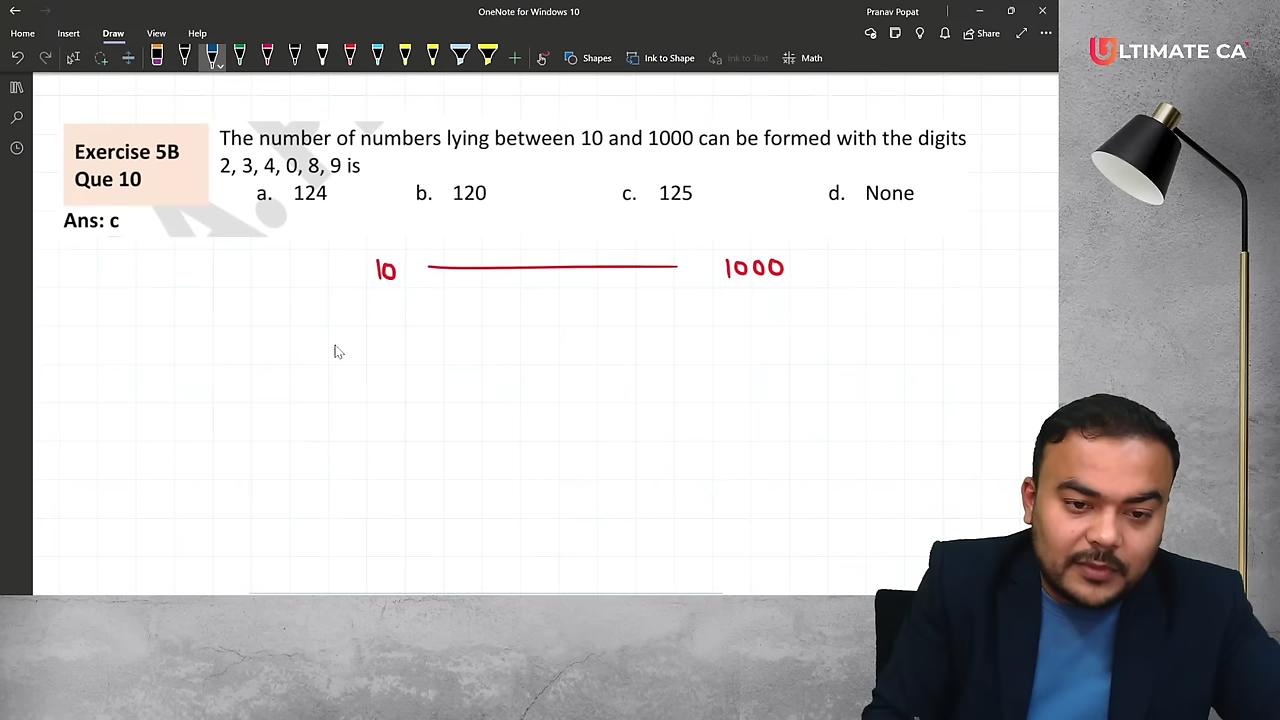 OneNote for Windows 10
Pranav Popat
Home Insert Draw View Help
Share
Shapes Ink to Shape Ink to Text Math
ULTIMATE CA
Exercise 5B
Que 10
The number of numbers lying between 10 and 1000 can be formed with the digits
2, 3, 4, 0, 8, 9 is
a. 124 b. 120 c. 125 d. None
Ans: c
10 1000